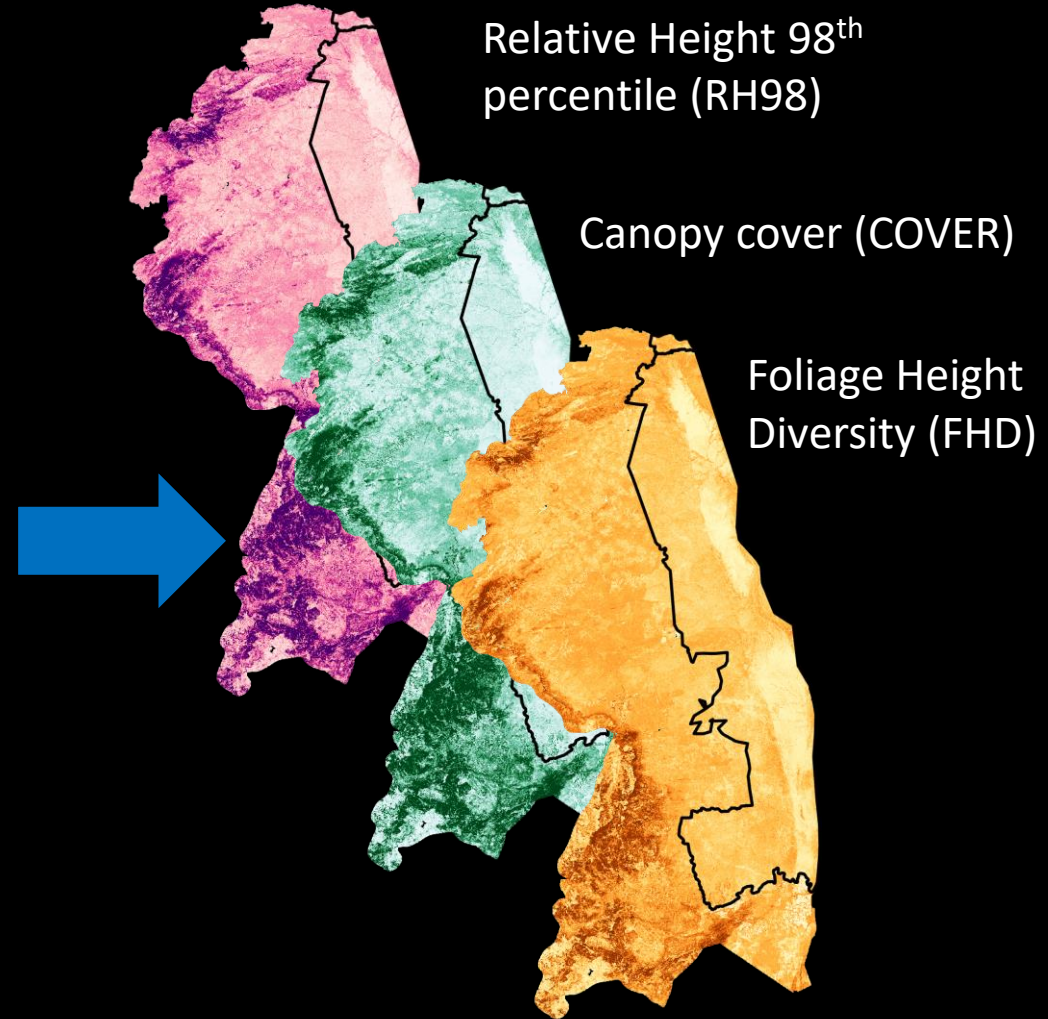 Relative Height 98th
percentile (RH98)
Canopy cover (COVER)
Foliage Height
Diversity (FHD)